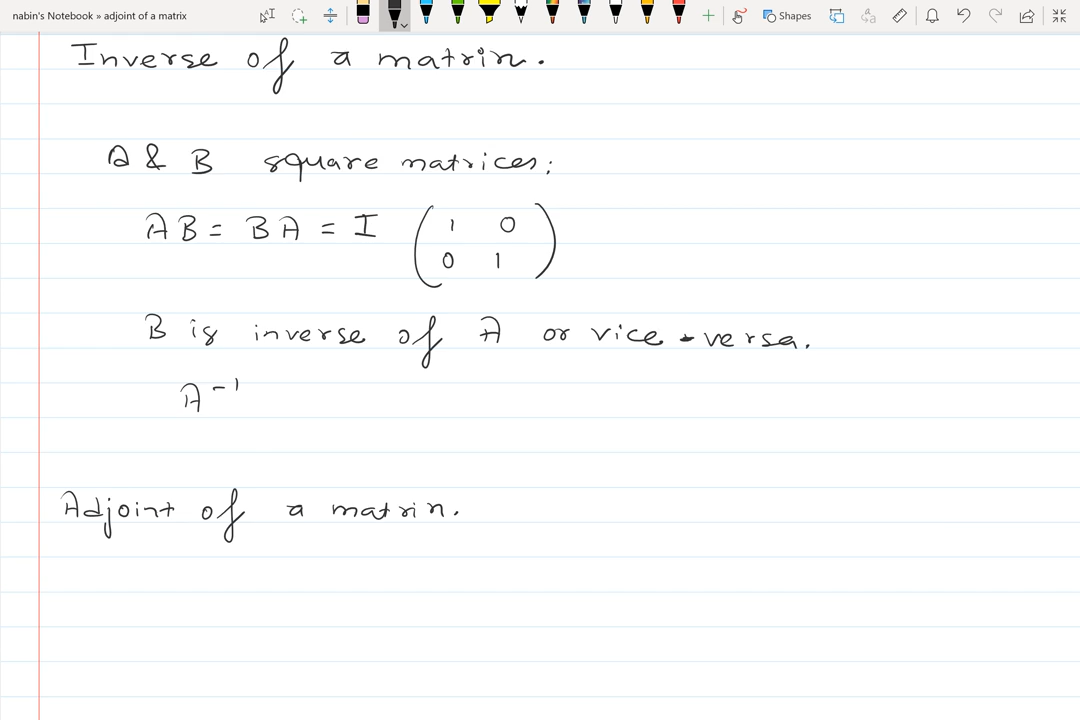 nabin's Notebook » adjoint of a matrix
Shapes
Inverse of a matrix.
A & B square matrices;
AB = BA = I ( 1 0
0 1 )
B is inverse of A or vice-versa.
A⁻¹
Adjoint of a matrix.